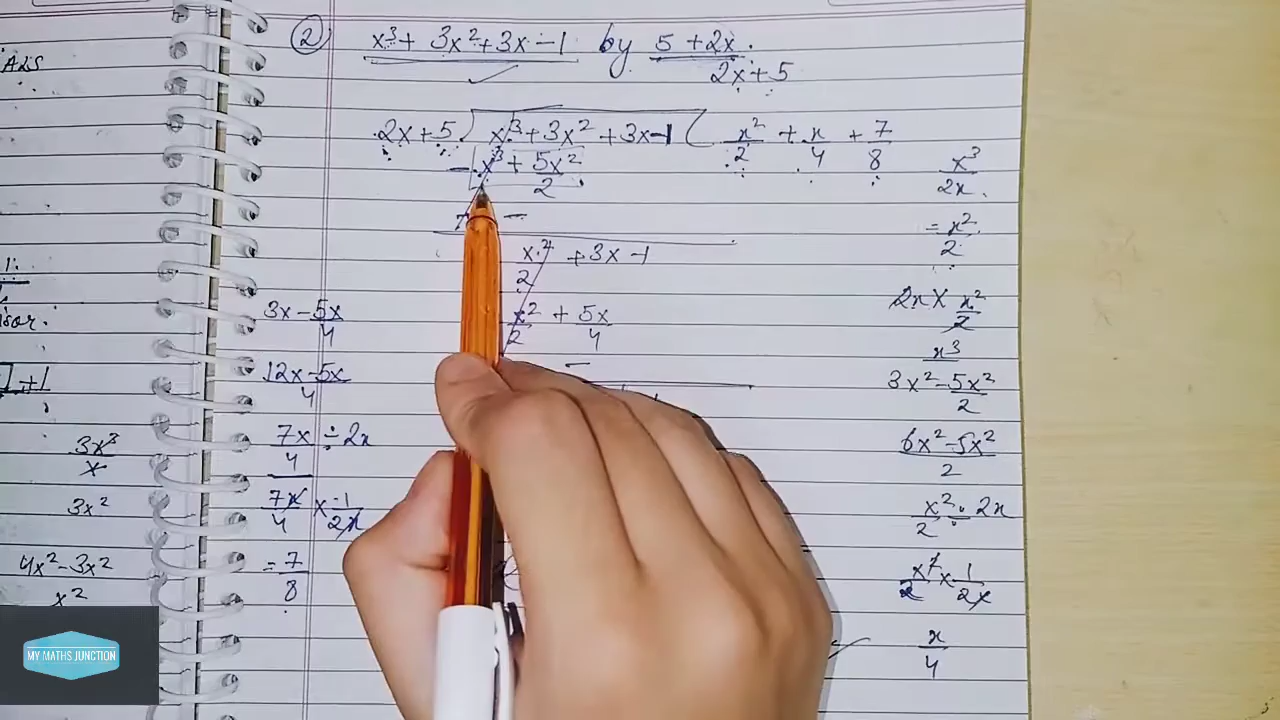 ② x³ + 3x² + 3x - 1 by 5 + 2x.
2x + 5
2x + 5 ) x³ + 3x² + 3x - 1 ( x²/2 + x/4 + 7/8
- x³ + 5x²/2
-
x²/2 + 3x - 1
x²/2 + 5x/4
-
x³/2x
= x²/2
2x × x²/2
x³
3x² - 5x²/2
6x² - 5x²/2
x²/2 ÷ 2x
x²/2 × 1/2x
x/4
3x - 5x/4
12x - 5x/4
7x/4 ÷ 2x
7x/4 × 1/2x
= 7/8
3x³/x
3x²
4x² - 3x²
x²
MY MATHS JUNCTION